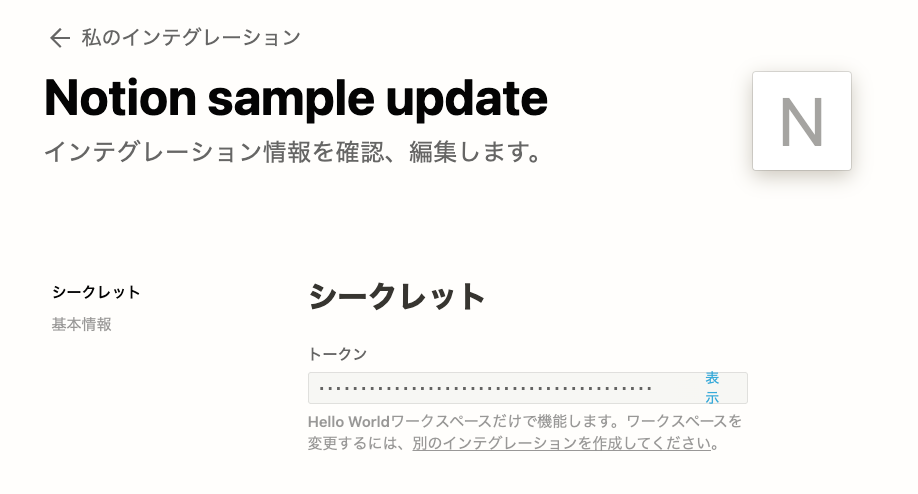 ← 私のインテグレーション
Notion sample update
インテグレーション情報を確認、編集します。
N
シークレット
基本情報
シークレット
トークン
········································
表
示
Hello Worldワークスペースだけで機能します。ワークスペースを
変更するには、別のインテグレーションを作成してください。